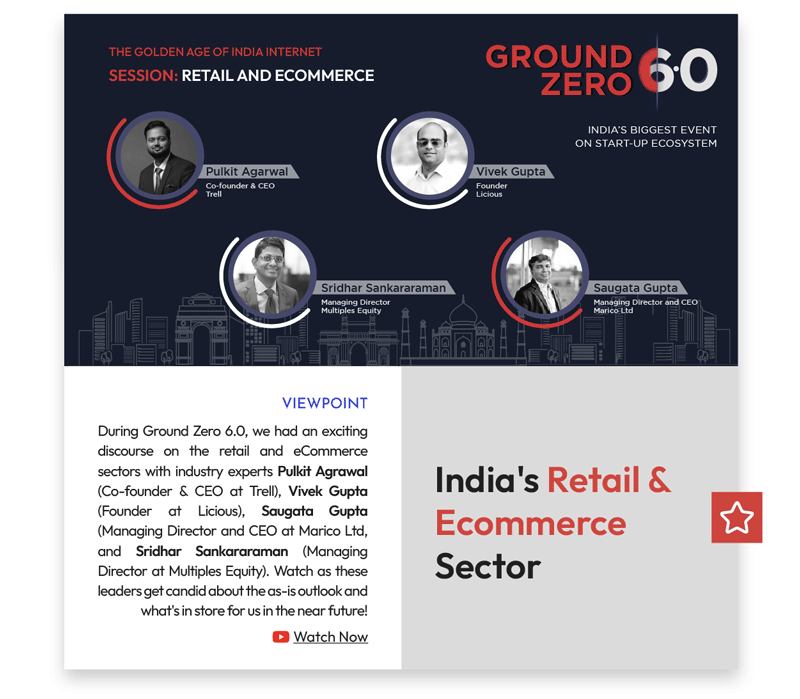 THE GOLDEN AGE OF INDIA INTERNET
SESSION: RETAIL AND ECOMMERCE
GROUND
ZERO
6·0
INDIA'S BIGGEST EVENT
ON START-UP ECOSYSTEM
Pulkit Agarwal
Co-founder & CEO
Trell
Vivek Gupta
Founder
Licious
Sridhar Sankararaman
Managing Director
Multiples Equity
Saugata Gupta
Managing Director and CEO
Marico Ltd
VIEWPOINT
During Ground Zero 6.0, we had an exciting
discourse on the retail and eCommerce
sectors with industry experts Pulkit Agrawal
(Co-founder & CEO at Trell), Vivek Gupta
(Founder at Licious), Saugata Gupta
(Managing Director and CEO at Marico Ltd,
and Sridhar Sankararaman (Managing
Director at Multiples Equity). Watch as these
leaders get candid about the as-is outlook and
what's in store for us in the near future!
Watch Now
India's Retail &
Ecommerce
Sector